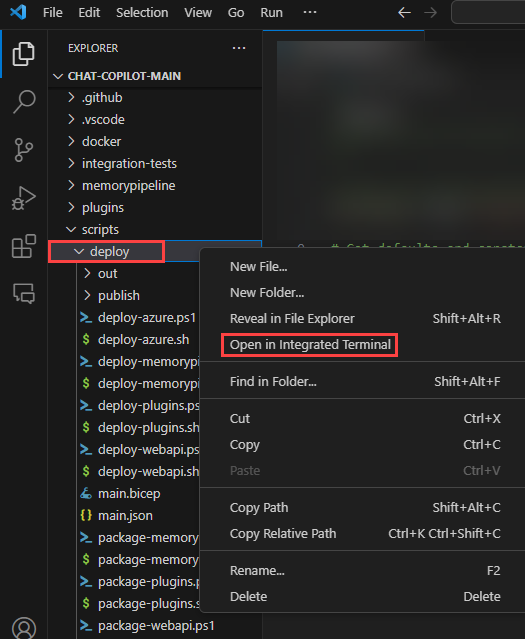 File Edit Selection View Go Run ···
EXPLORER ···
CHAT-COPILOT-MAIN
.github
.vscode
docker
integration-tests
memorypipeline
plugins
scripts
deploy
out
publish
deploy-azure.ps1
deploy-azure.sh
deploy-memorypi
deploy-memorypi
deploy-plugins.ps
deploy-plugins.sh
deploy-webapi.ps
deploy-webapi.sh
main.bicep
main.json
package-memory
package-memory
package-plugins.p
package-plugins.s
package-webapi.ps1
New File...
New Folder...
Reveal in File Explorer Shift+Alt+R
Open in Integrated Terminal
Find in Folder... Shift+Alt+F
Cut Ctrl+X
Copy Ctrl+C
Paste Ctrl+V
Copy Path Shift+Alt+C
Copy Relative Path Ctrl+K Ctrl+Shift+C
Rename... F2
Delete Delete